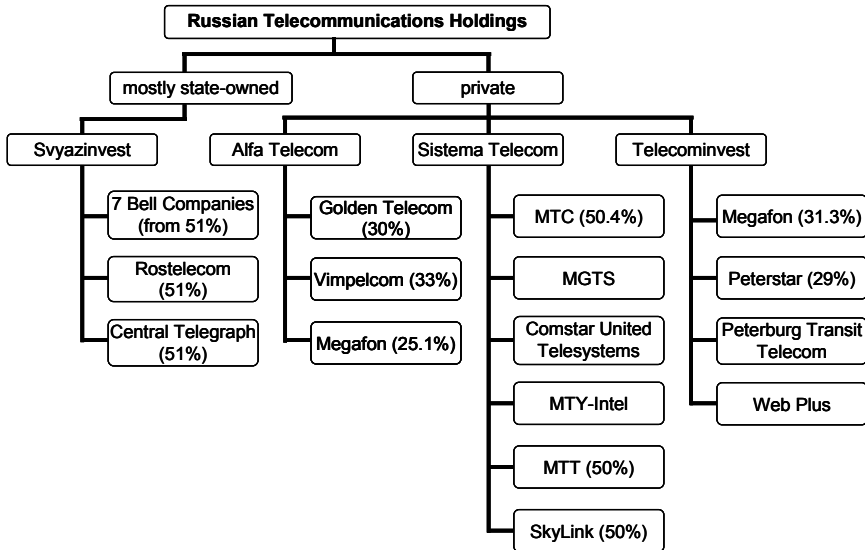 Russian Telecommunications Holdings
mostly state-owned
private
Svyazinvest
Alfa Telecom
Sistema Telecom
Telecominvest
7 Bell Companies
(from 51%)
Rostelecom
(51%)
Central Telegraph
(51%)
Golden Telecom
(30%)
Vimpelcom (33%)
Megafon (25.1%)
MTC (50.4%)
MGTS
Comstar United
Telesystems
MTY-Intel
MTT (50%)
SkyLink (50%)
Megafon (31.3%)
Peterstar (29%)
Peterburg Transit
Telecom
Web Plus